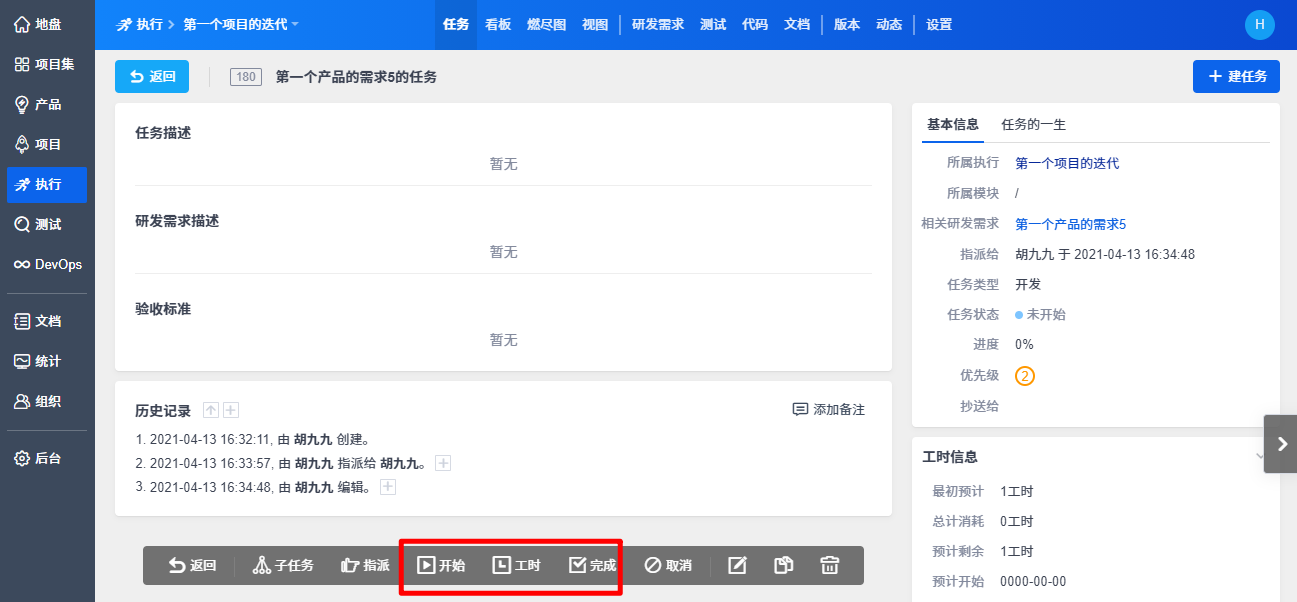 地盘
项目集
产品
项目
执行
测试
DevOps
文档
统计
组织
后台
执行 第一个项目的迭代
任务 看板 燃尽图 视图 研发需求 测试 代码 文档 版本 动态 设置
H
返回 180 第一个产品的需求5的任务
建任务
任务描述
暂无
研发需求描述
暂无
验收标准
暂无
历史记录
添加备注
1. 2021-04-13 16:32:11, 由 胡九九 创建。
2. 2021-04-13 16:33:57, 由 胡九九 指派给 胡九九。
3. 2021-04-13 16:34:48, 由 胡九九 编辑。
返回 子任务 指派 开始 工时 完成 取消
基本信息 任务的一生
所属执行 第一个项目的迭代
所属模块 /
相关研发需求 第一个产品的需求5
指派给 胡九九 于 2021-04-13 16:34:48
任务类型 开发
任务状态 未开始
进度 0%
优先级 2
抄送给
工时信息
最初预计 1工时
总计消耗 0工时
预计剩余 1工时
预计开始 0000-00-00